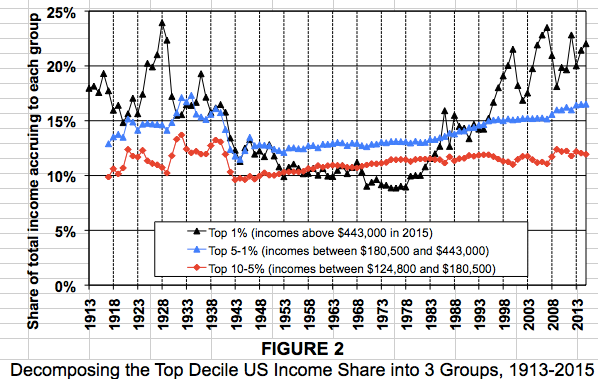 Share of total income accruing to each group
25%
20%
15%
10%
5%
0%
Top 1% (incomes above $443,000 in 2015)
Top 5-1% (incomes between $180,500 and $443,000)
Top 10-5% (incomes between $124,800 and $180,500)
1913 1918 1923 1928 1933 1938 1943 1948 1953 1958 1963 1968 1973 1978 1983 1988 1993 1998 2003 2008 2013
FIGURE 2
Decomposing the Top Decile US Income Share into 3 Groups, 1913-2015